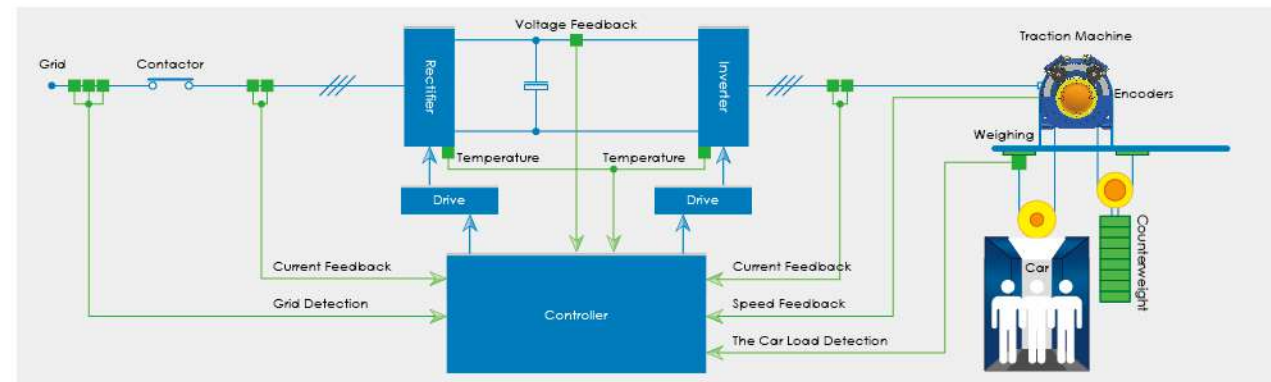 Voltage Feedback
Traction Machine
Grid
Contactor
Rectifier
Inverter
Encoders
Weighing
Temperature
Temperature
Drive
Drive
Counterweight
Current Feedback
Current Feedback
Car
Grid Detection
Speed Feedback
Controller
The Car Load Detection